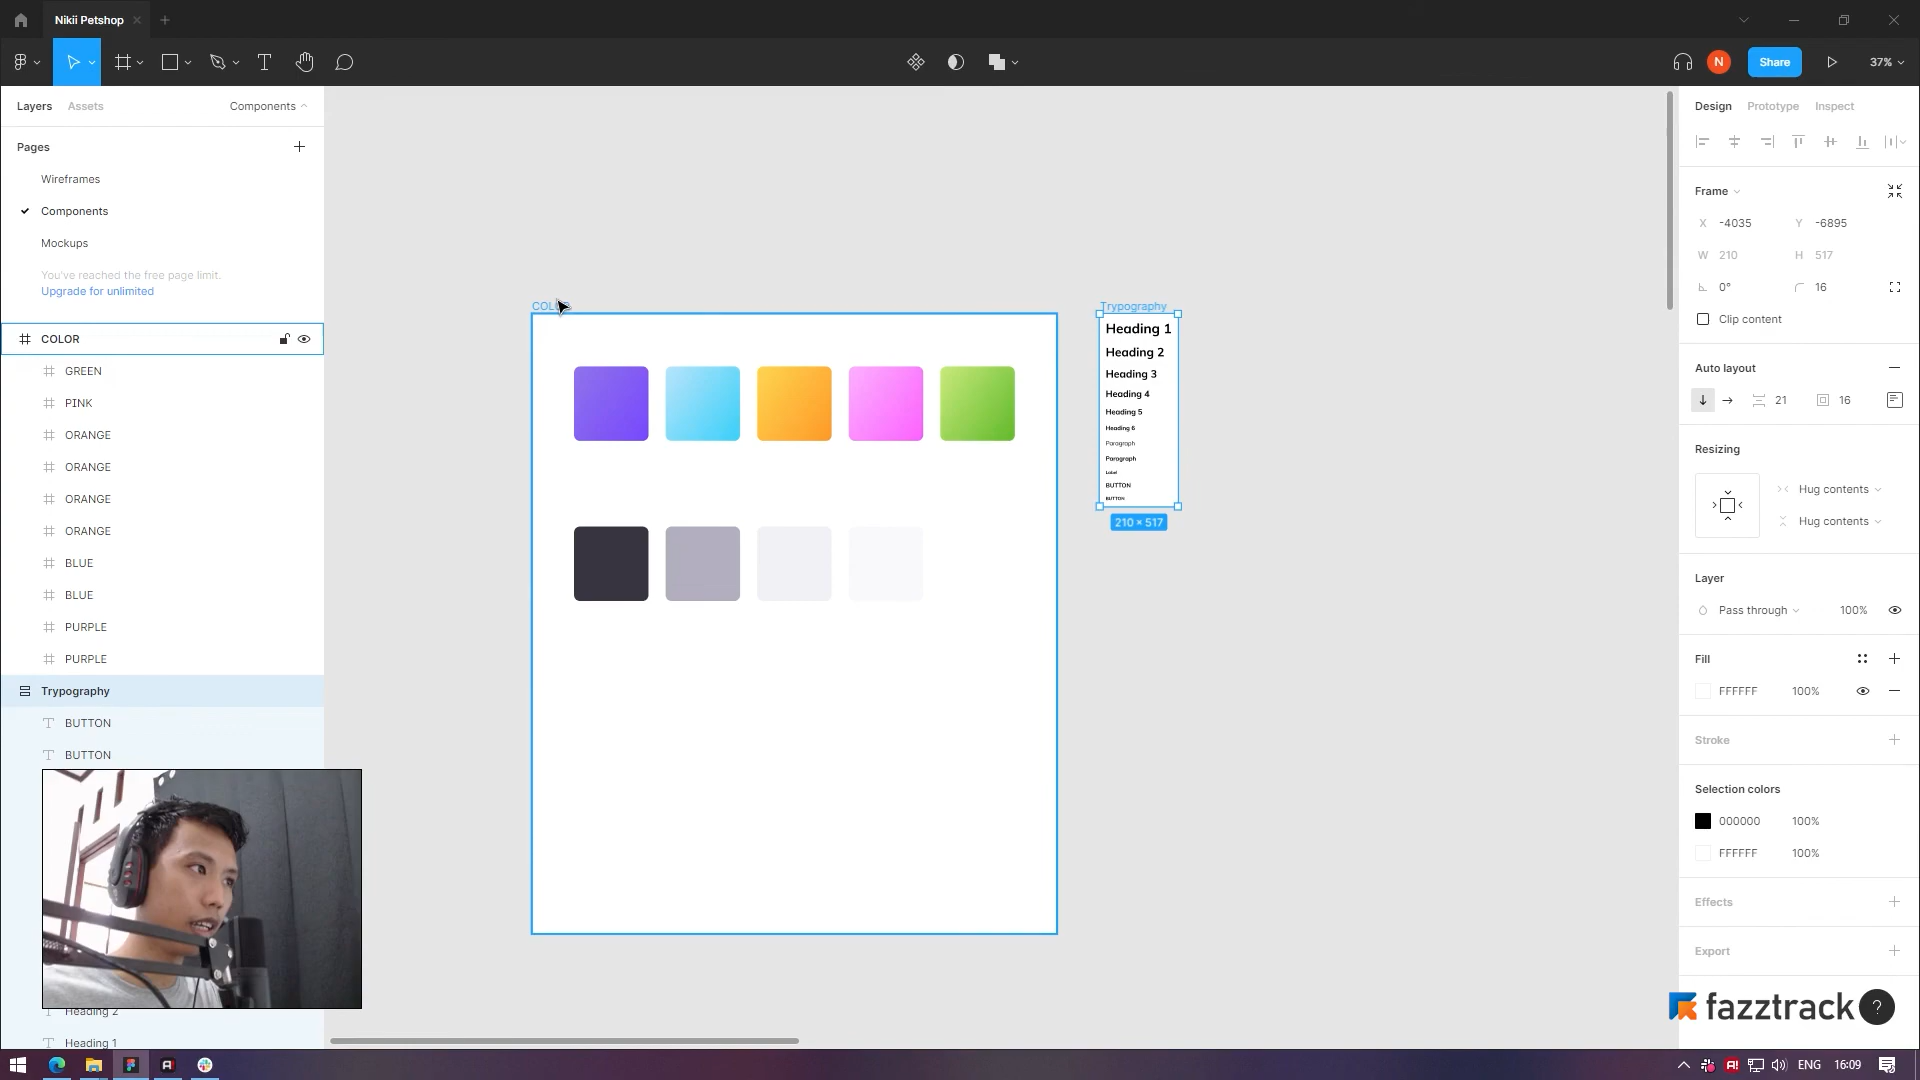 Nikii Petshop
Share
37%
N
Layers
Assets
Components
Pages
Wireframes
Components
Mockups
You've reached the free page limit.
Upgrade for unlimited
COLOR
GREEN
PINK
ORANGE
ORANGE
ORANGE
ORANGE
BLUE
BLUE
PURPLE
PURPLE
Trypography
BUTTON
BUTTON
Heading 2
Heading 1
Trypography
Heading 1
Heading 2
Heading 3
Heading 4
Heading 5
Heading 6
Paragraph
Paragraph
Label
BUTTON
BUTTON
210 × 517
Design
Prototype
Inspect
Frame
X -4035
Y -6895
W 210
H 517
0°
16
Clip content
Auto layout
21
16
Resizing
Hug contents
Hug contents
Layer
Pass through
100%
Fill
FFFFFF
100%
Stroke
Selection colors
000000
100%
FFFFFF
100%
Effects
Export
fazztrack
?
ENG
16:09